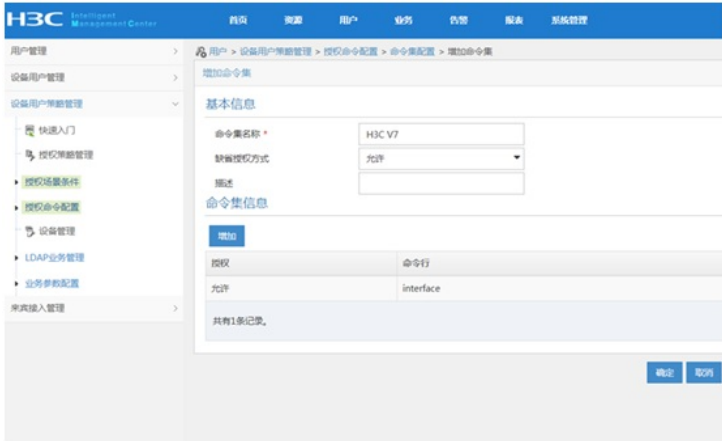 H3C Intelligent Management Center
首页 资源 用户 业务 告警 报表 系统管理
用户管理
设备用户管理
设备用户策略管理
快速入门
授权策略管理
授权场景条件
授权命令配置
设备管理
LDAP业务管理
业务参数配置
来宾接入管理
用户 > 设备用户策略管理 > 授权命令配置 > 命令集配置 > 增加命令集
增加命令集
基本信息
命令集名称 * H3C V7
缺省授权方式 允许
描述
命令集信息
增加
授权 命令行
允许 interface
共有1条记录。
确定 取消